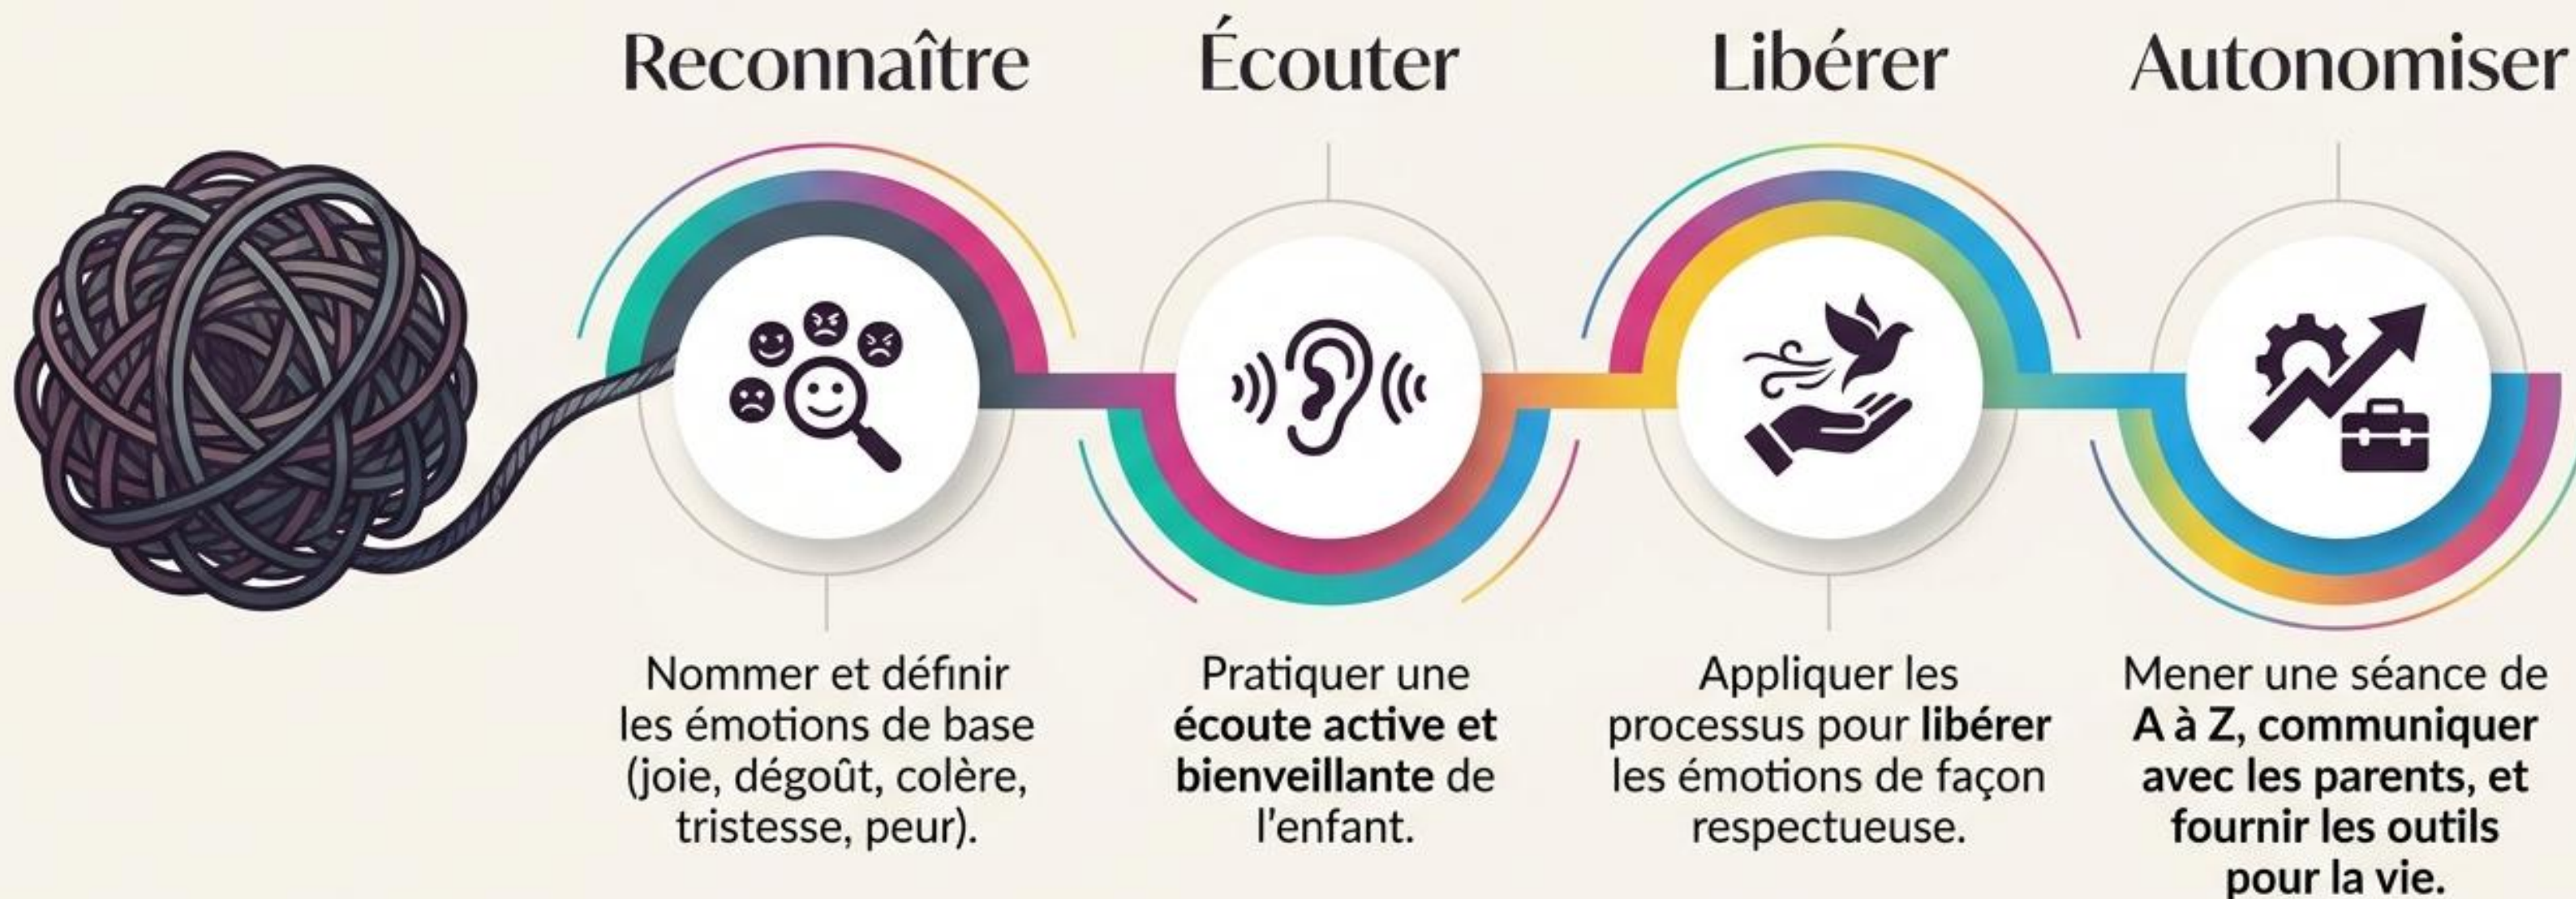 Reconnaître
Nommer et définir
les émotions de base
(joie, dégoût, colère,
tristesse, peur).
Écouter
Pratiquer une
écoute active et
bienveillante de
l'enfant.
Libérer
Appliquer les
processus pour libérer
les émotions de façon
respectueuse.
Autonomiser
Mener une séance de
A à Z, communiquer
avec les parents, et
fournir les outils
pour la vie.